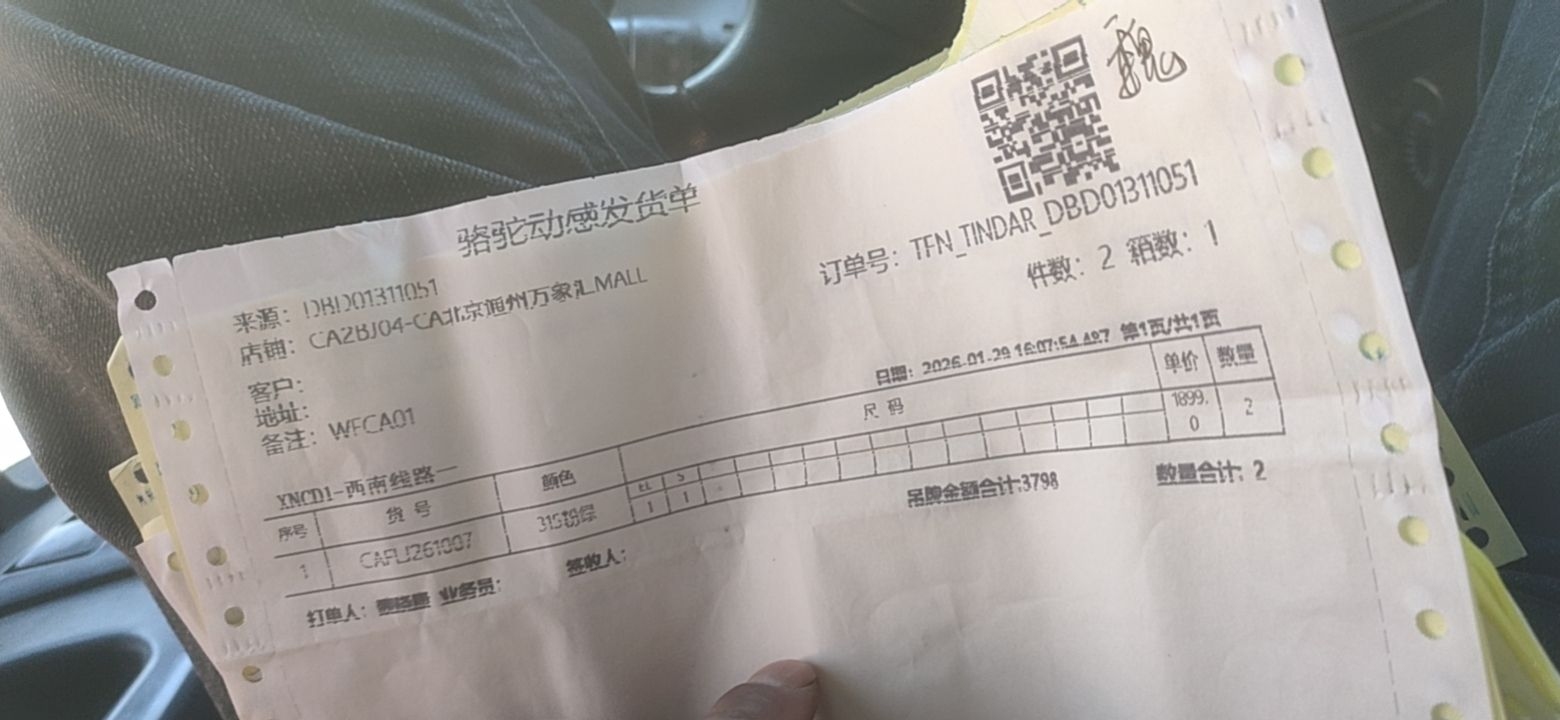 魏
骆驼动感发货单
订单号: TFN_TINDAR_DBD01311051
件数: 2 箱数: 1
来源: DBD01311051
店铺: CA2BJ04-CA北京通州万家汇MALL
客户:
地址:
备注: WFCA01
日期: 2026-01-29 16:07:54.487 第1页/共1页
XNCD1-西南线路一
序号 货号 颜色 尺码 单价 数量
S
1 315 1 1 1899.0 2
吊牌金额合计:3798 数量合计: 2
打单人: 业务员: 签收人: